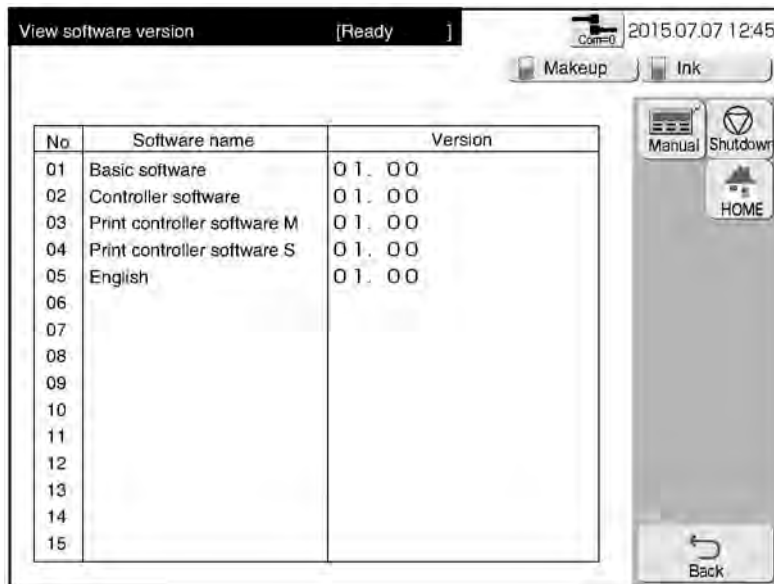 View software version [Ready ] Com=0 2015.07.07 12:45
Makeup Ink
Manual Shutdown
HOME
No. Software name Version
01 Basic software 01. 00
02 Controller software 01. 00
03 Print controller software M 01. 00
04 Print controller software S 01. 00
05 English 01. 00
06
07
08
09
10
11
12
13
14
15
Back